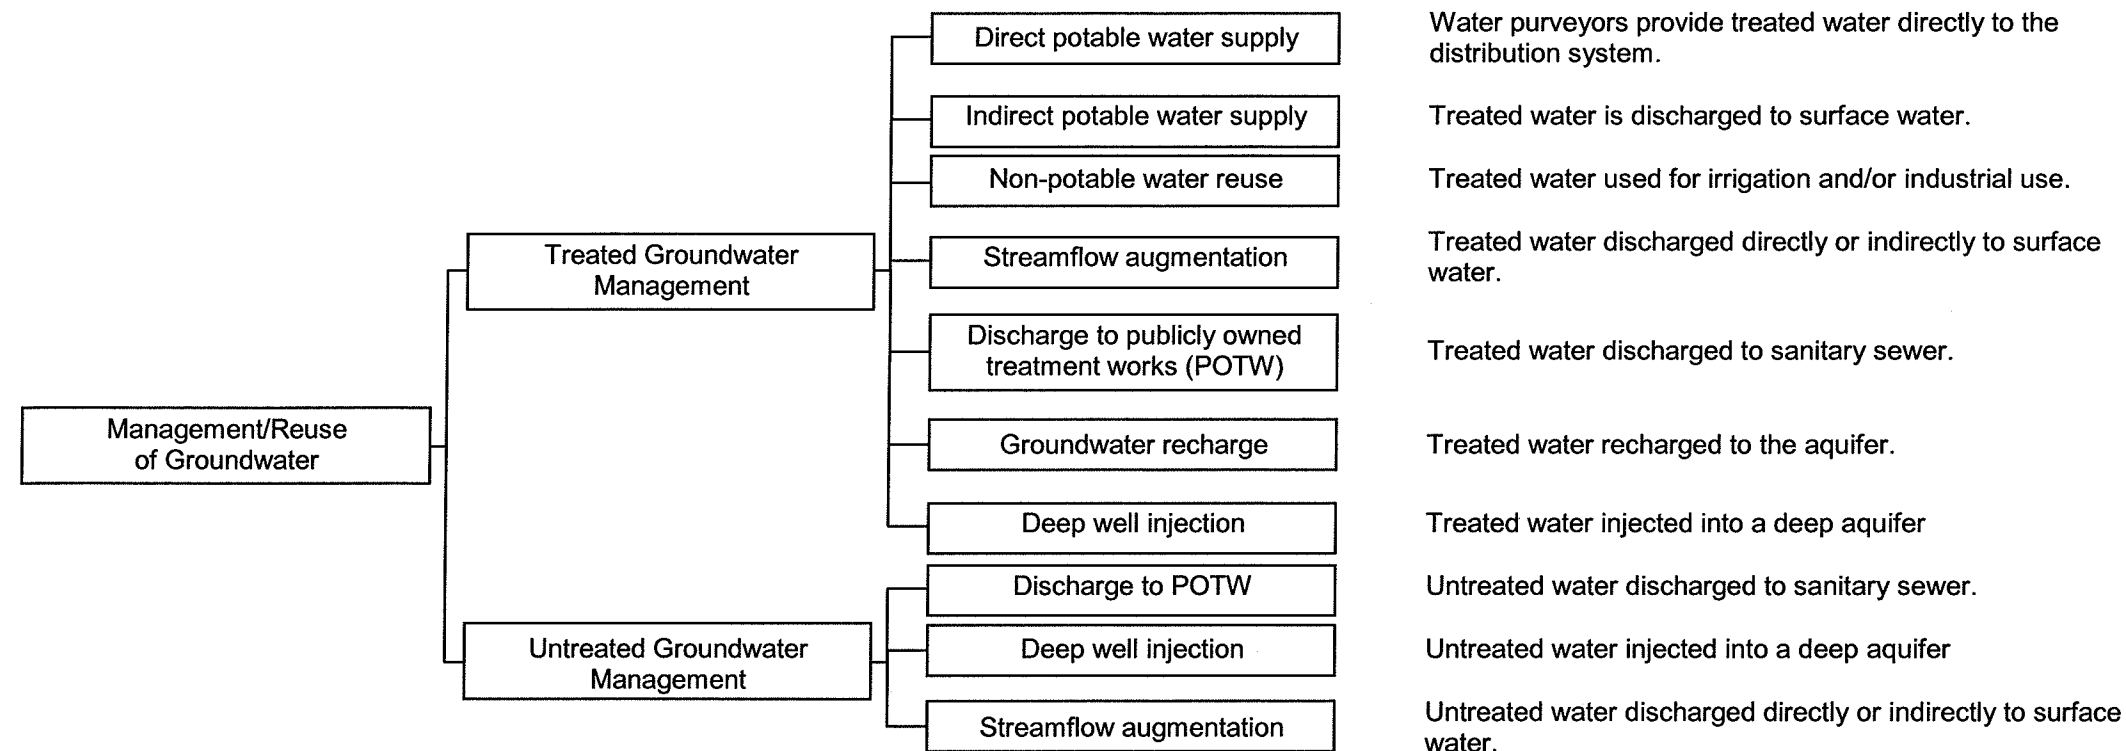 Direct potable water supply
Water purveyors provide treated water directly to the
distribution system.
Indirect potable water supply
Treated water is discharged to surface water.
Non-potable water reuse
Treated water used for irrigation and/or industrial use.
Treated Groundwater
Management
Streamflow augmentation
Treated water discharged directly or indirectly to surface
water.
Discharge to publicly owned
treatment works (POTW)
Treated water discharged to sanitary sewer.
Management/Reuse
of Groundwater
Groundwater recharge
Treated water recharged to the aquifer.
Deep well injection
Treated water injected into a deep aquifer
Discharge to POTW
Untreated water discharged to sanitary sewer.
Untreated Groundwater
Management
Deep well injection
Untreated water injected into a deep aquifer
Streamflow augmentation
Untreated water discharged directly or indirectly to surface
water.